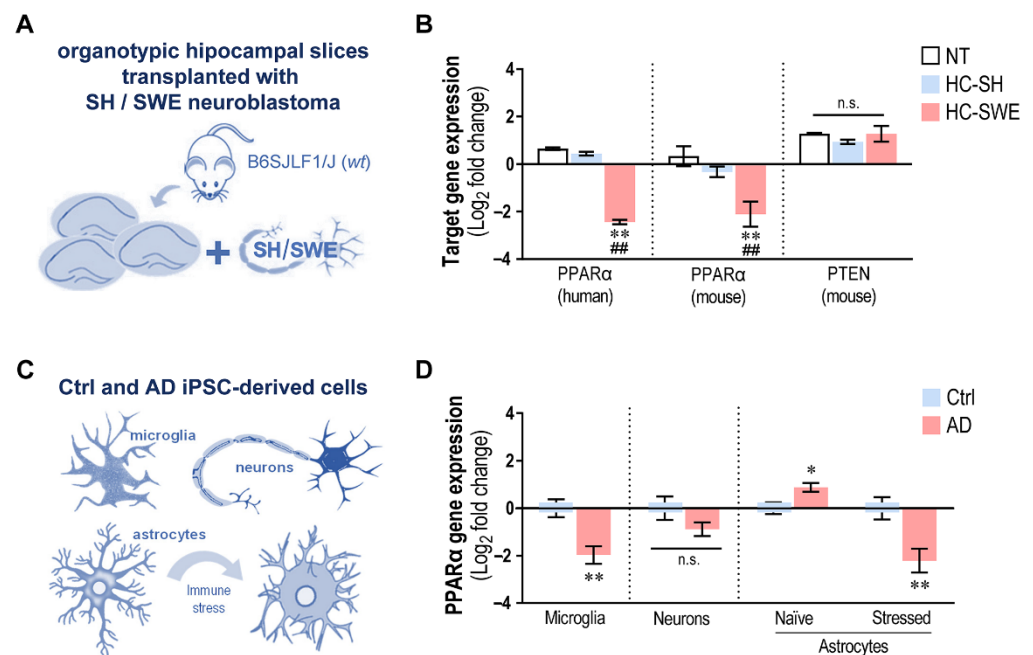 A
organotypic hipocampal slices
transplanted with
SH / SWE neuroblastoma
B6SJLF1/J (wt)
SH/SWE
B
NT
HC-SH
HC-SWE
Target gene expression
(Log2 fold change)
4
2
0
−2
−4
n.s.
**
##
**
##
PPARα
(human)
PPARα
(mouse)
PTEN
(mouse)
C
Ctrl and AD iPSC-derived cells
microglia
neurons
astrocytes
Immune
stress
D
Ctrl
AD
PPARα gene expression
(Log2 fold change)
4
2
0
−2
−4
**
n.s.
*
**
Microglia
Neurons
Naïve
Stressed
Astrocytes